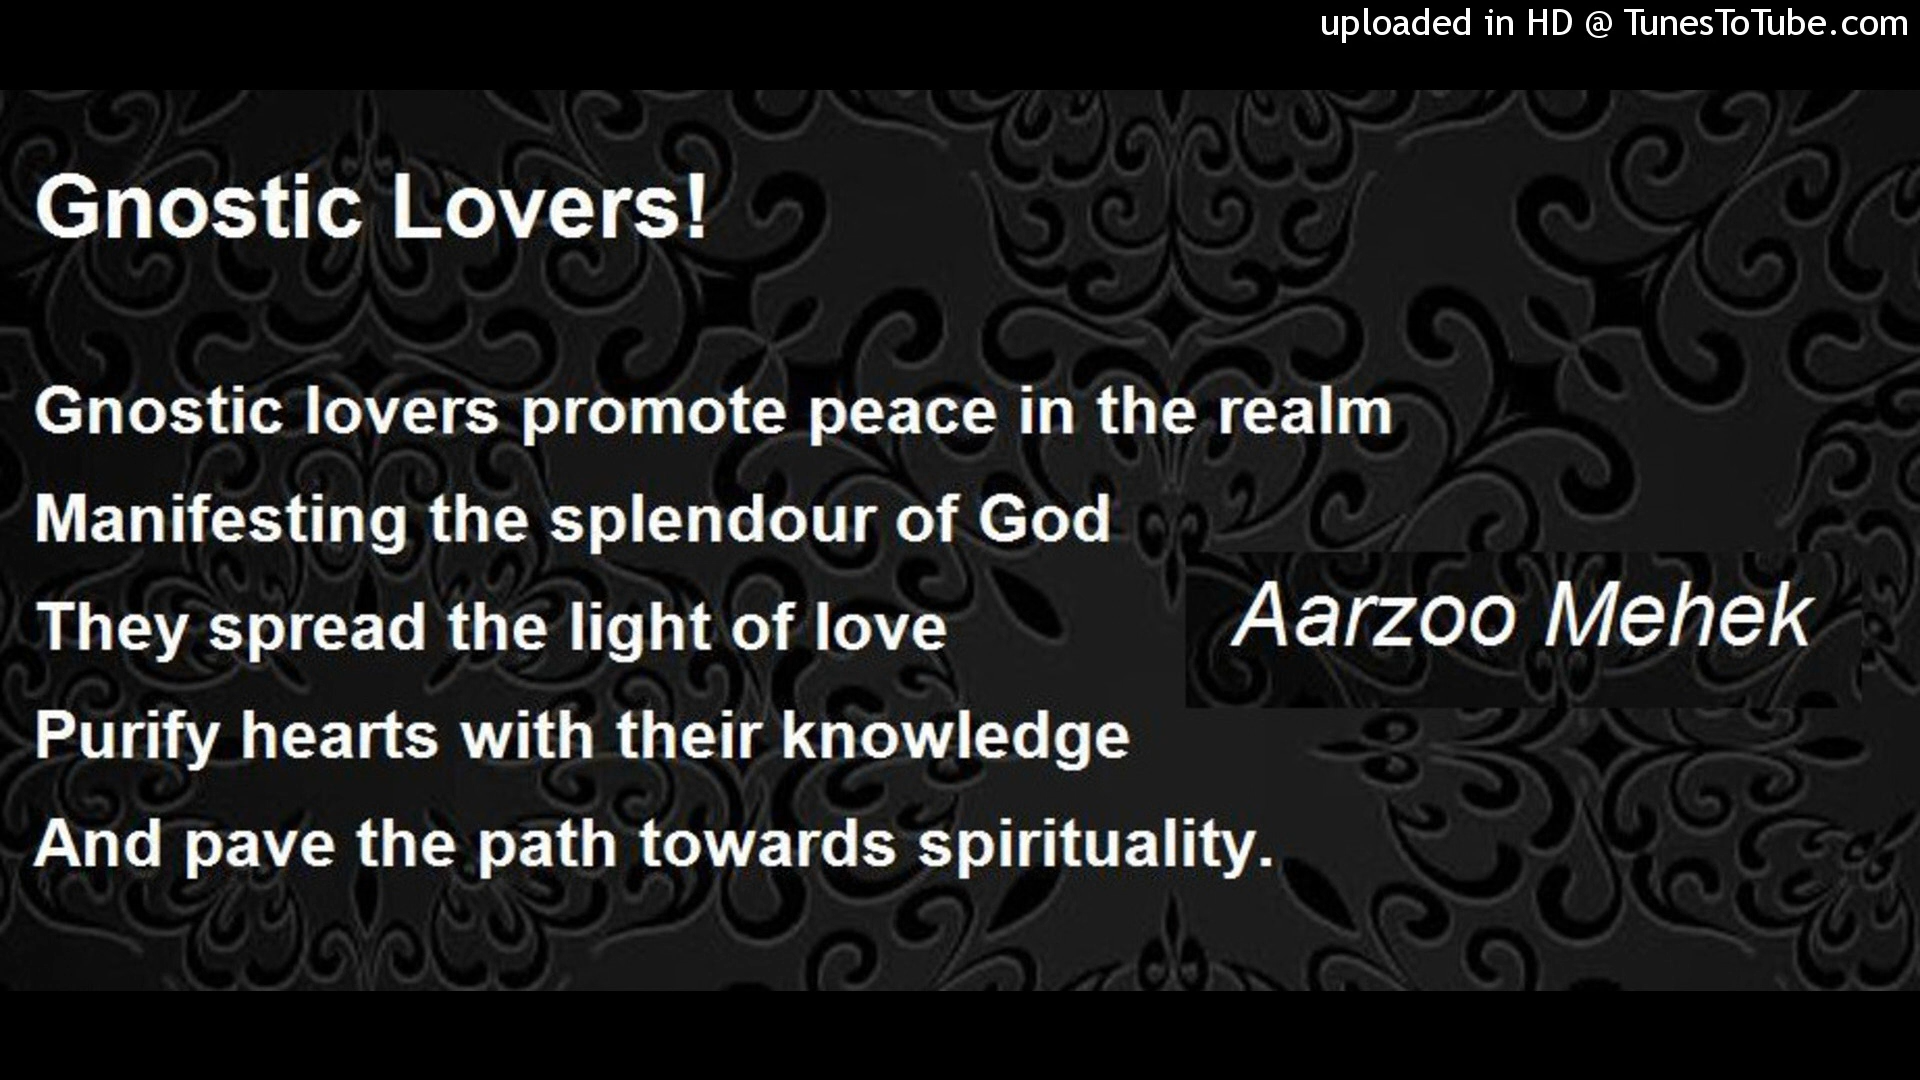 uploaded in HD @ TunesToTube.com
Gnostic Lovers!
Gnostic lovers promote peace in the realm
Manifesting the splendour of God
They spread the light of love
Aarzoo Mehek
Purify hearts with their knowledge
And pave the path towards spirituality.